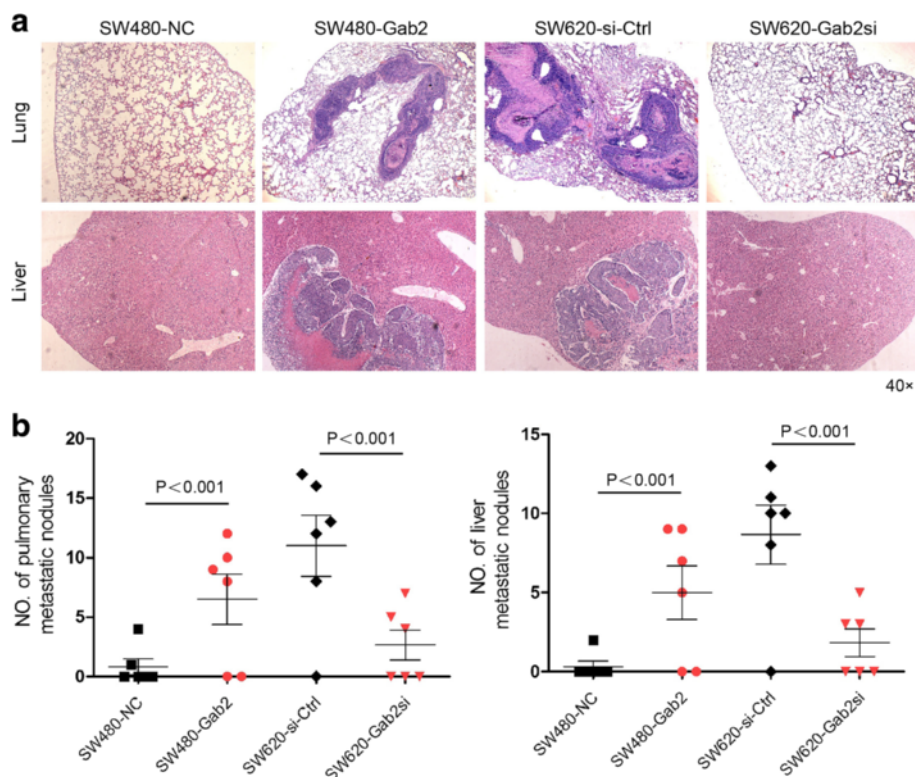 a
SW480-NC
SW480-Gab2
SW620-si-Ctrl
SW620-Gab2si
Lung
Liver
40×
b
NO. of pulmonary
metastatic nodules
20
15
10
5
0
P<0.001
P<0.001
SW480-NC
SW480-Gab2
SW620-si-Ctrl
SW620-Gab2si
NO. of liver
metastatic nodules
15
10
5
0
P<0.001
P<0.001
SW480-NC
SW480-Gab2
SW620-si-Ctrl
SW620-Gab2si